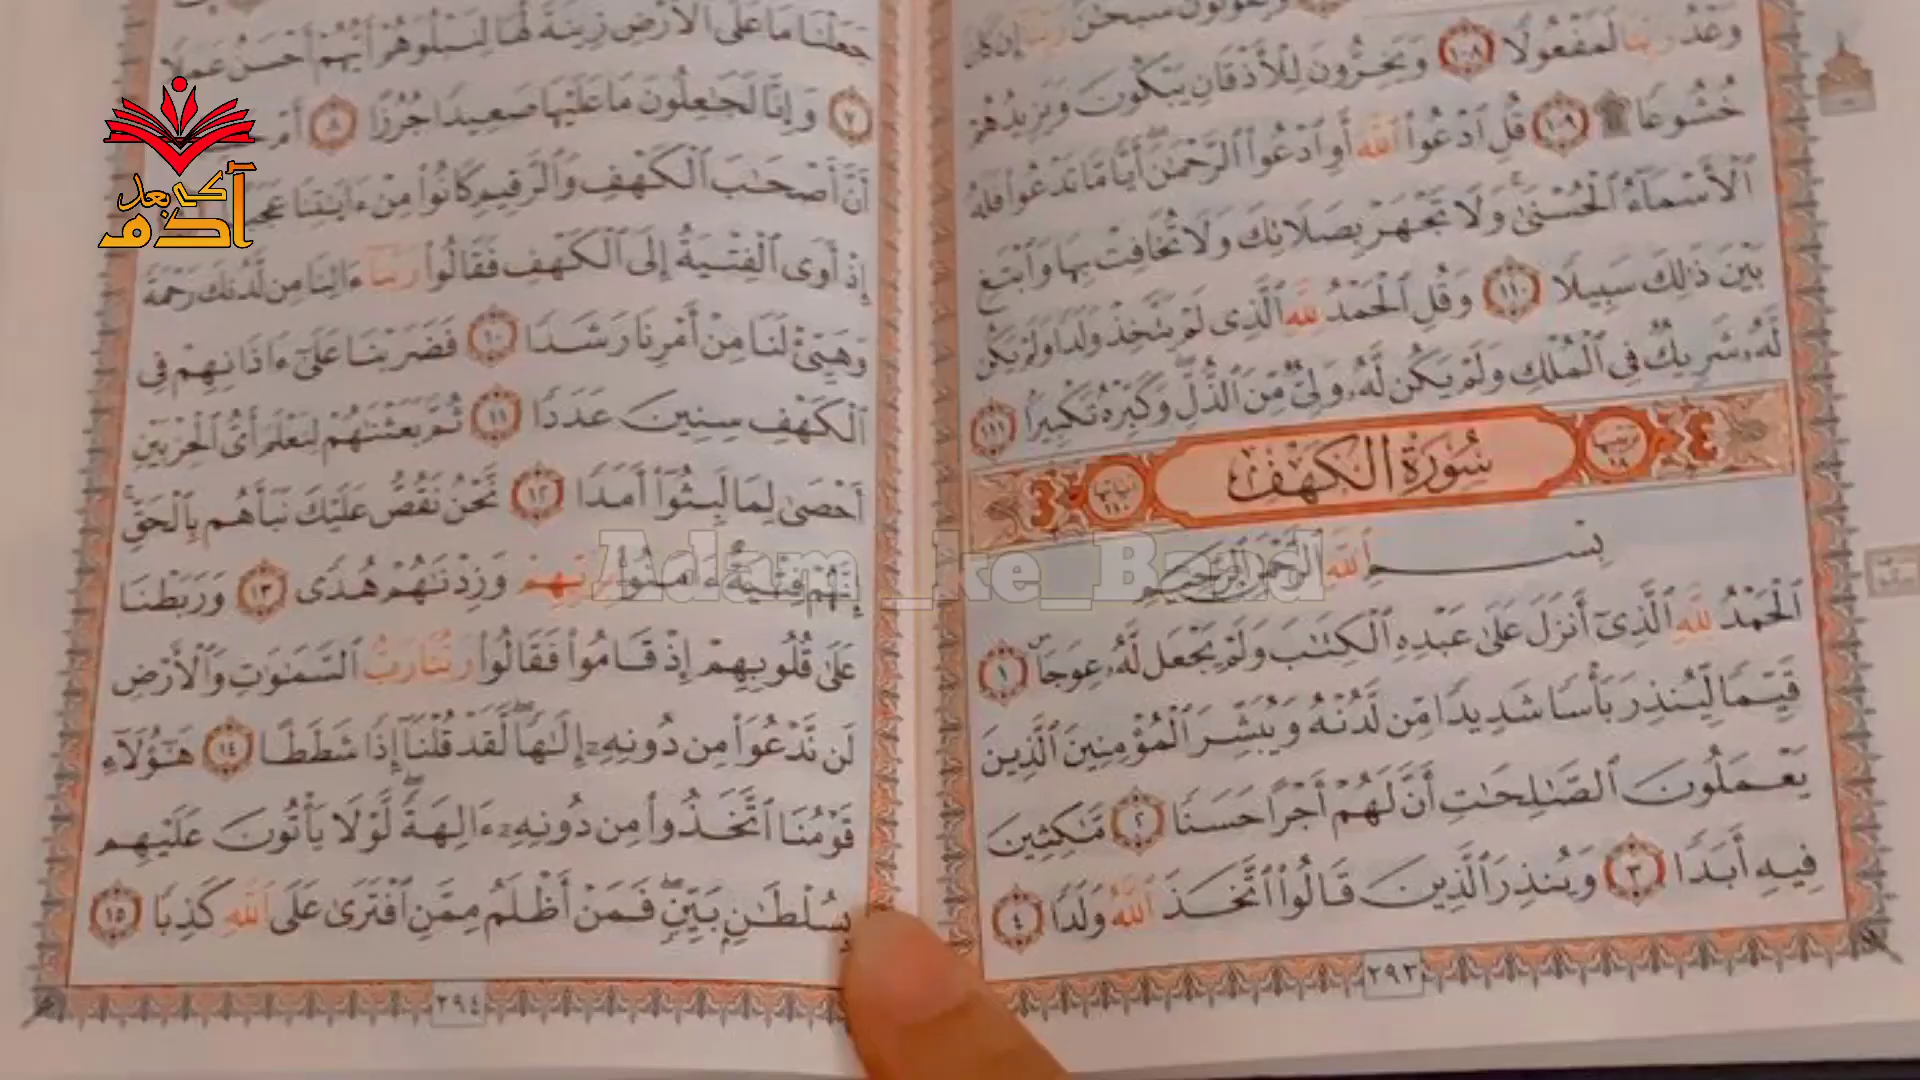 وَعْدُ رَبِّنَا لَمَفْعُولًا ١٠٨ وَيَخِرُّونَ لِلْأَذْقَانِ يَبْكُونَ وَيَزِيدُهُمْ
خُشُوعًا ۩ ١٠٩ قُلِ ٱدْعُوا۟ ٱللَّهَ أَوِ ٱدْعُوا۟ ٱلرَّحْمَٰنَ ۖ أَيًّا مَّا تَدْعُوا۟ فَلَهُ
ٱلْأَسْمَآءُ ٱلْحُسْنَىٰ ۚ وَلَا تَجْهَرْ بِصَلَاتِكَ وَلَا تُخَافِتْ بِهَا وَٱبْتَغِ
بَيْنَ ذَٰلِكَ سَبِيلًا ١١٠ وَقُلِ ٱلْحَمْدُ لِلَّهِ ٱلَّذِى لَمْ يَتَّخِذْ وَلَدًا وَلَمْ يَكُن
لَّهُۥ شَرِيكٌ فِى ٱلْمُلْكِ وَلَمْ يَكُن لَّهُۥ وَلِىٌّ مِّنَ ٱلذُّلِّ ۖ وَكَبِّرْهُ تَكْبِيرًۢا ١١١
ترتيبها ١٨ سُورَةُ الكَهْفِ آياتها ١١٠
بِسْمِ ٱللَّهِ ٱلرَّحْمَٰنِ ٱلرَّحِيمِ
ٱلْحَمْدُ لِلَّهِ ٱلَّذِىٓ أَنزَلَ عَلَىٰ عَبْدِهِ ٱلْكِتَٰبَ وَلَمْ يَجْعَل لَّهُۥ عِوَجَا ۜ ١
قَيِّمًا لِّيُنذِرَ بَأْسًا شَدِيدًا مِّن لَّدُنْهُ وَيُبَشِّرَ ٱلْمُؤْمِنِينَ ٱلَّذِينَ
يَعْمَلُونَ ٱلصَّٰلِحَٰتِ أَنَّ لَهُمْ أَجْرًا حَسَنًا ٢ مَّٰكِثِينَ
فِيهِ أَبَدًا ٣ وَيُنذِرَ ٱلَّذِينَ قَالُوا۟ ٱتَّخَذَ ٱللَّهُ وَلَدًا ٤
٢٩٣
جَعَلْنَا مَا عَلَى ٱلْأَرْضِ زِينَةً لَّهَا لِنَبْلُوَهُمْ أَيُّهُمْ أَحْسَنُ عَمَلًا
٧ وَإِنَّا لَجَٰعِلُونَ مَا عَلَيْهَا صَعِيدًا جُرُزًا ٨ أَمْ
أَنَّ أَصْحَٰبَ ٱلْكَهْفِ وَٱلرَّقِيمِ كَانُوا۟ مِنْ ءَايَٰتِنَا عَجَبًا
إِذْ أَوَى ٱلْفِتْيَةُ إِلَى ٱلْكَهْفِ فَقَالُوا۟ رَبَّنَآ ءَاتِنَا مِن لَّدُنكَ رَحْمَةً
وَهَيِّئْ لَنَا مِنْ أَمْرِنَا رَشَدًا ١٠ فَضَرَبْنَا عَلَىٰٓ ءَاذَانِهِمْ فِى
ٱلْكَهْفِ سِنِينَ عَدَدًا ١١ ثُمَّ بَعَثْنَٰهُمْ لِنَعْلَمَ أَىُّ ٱلْحِزْبَيْنِ
أَحْصَىٰ لِمَا لَبِثُوٓا۟ أَمَدًا ١٢ نَّحْنُ نَقُصُّ عَلَيْكَ نَبَأَهُم بِٱلْحَقِّ ۚ
إِنَّهُمْ فِتْيَةٌ ءَامَنُوا۟ بِرَبِّهِمْ وَزِدْنَٰهُمْ هُدًى ١٣ وَرَبَطْنَا
عَلَىٰ قُلُوبِهِمْ إِذْ قَامُوا۟ فَقَالُوا۟ رَبُّنَا رَبُّ ٱلسَّمَٰوَٰتِ وَٱلْأَرْضِ
لَن نَّدْعُوَا۟ مِن دُونِهِۦٓ إِلَٰهًا ۖ لَّقَدْ قُلْنَآ إِذًا شَطَطًا ١٤ هَٰٓؤُلَآءِ
قَوْمُنَا ٱتَّخَذُوا۟ مِن دُونِهِۦٓ ءَالِهَةً ۖ لَّوْلَا يَأْتُونَ عَلَيْهِم
بِسُلْطَٰنٍۭ بَيِّنٍ ۖ فَمَنْ أَظْلَمُ مِمَّنِ ٱفْتَرَىٰ عَلَى ٱللَّهِ كَذِبًا ١٥
٢٩٤
آدم کے بعد
Adam_ke_Baad